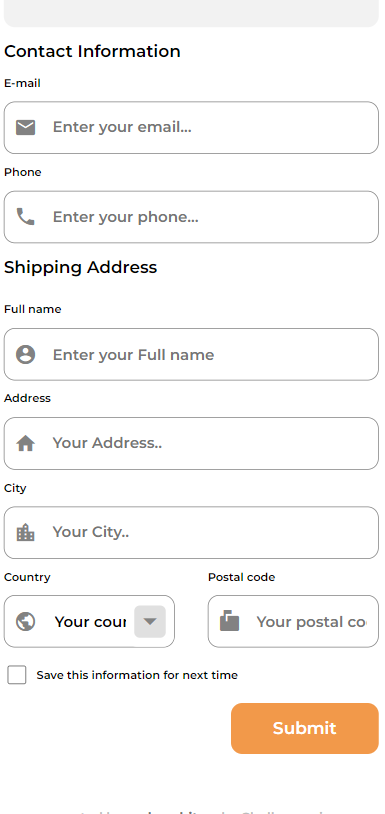 Contact Information
E-mail
Enter your email...
Phone
Enter your phone...
Shipping Address
Full name
Enter your Full name
Address
Your Address..
City
Your City..
Country
Postal code
Your cour
Your postal co
Save this information for next time
Submit